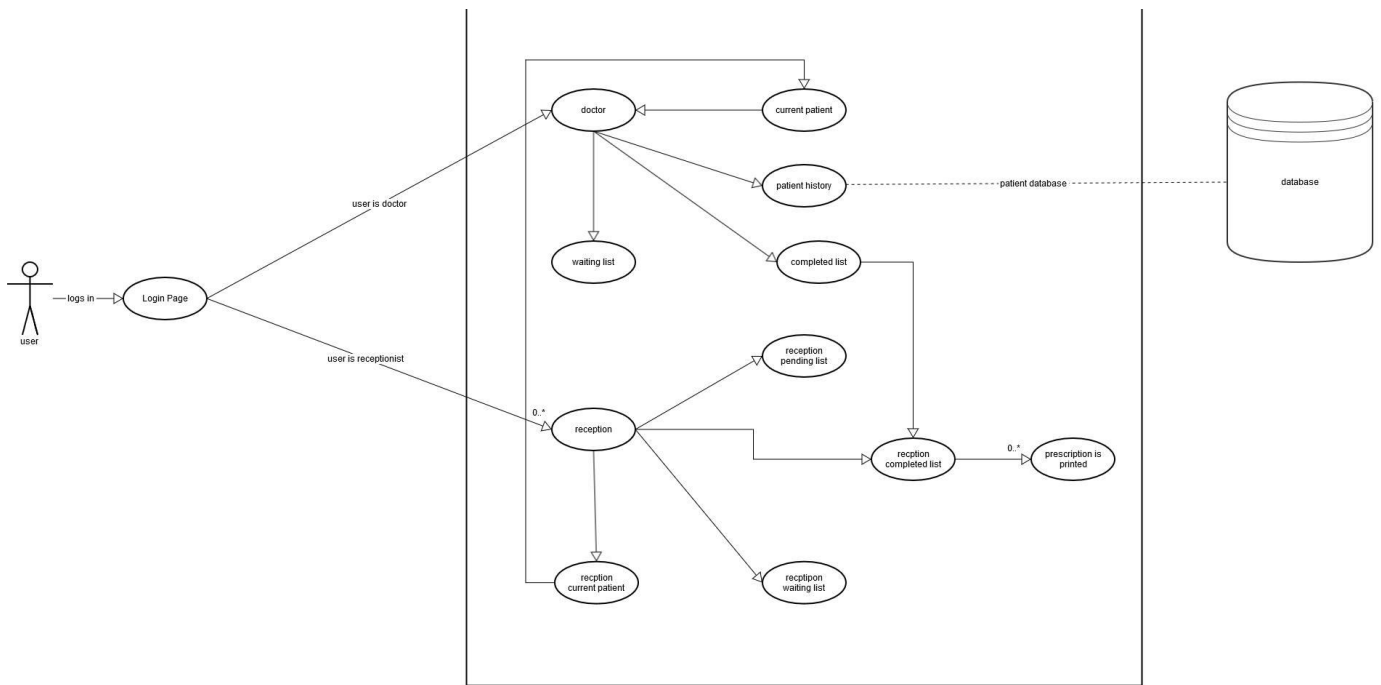 doctor
current patient
patient history
patient database
database
user is doctor
waiting list
completed list
logs in
Login Page
user
user is receptionist
reception
pending list
0..*
reception
recption
completed list
0..*
prescription is
printed
recption
current patient
recptipon
waiting list